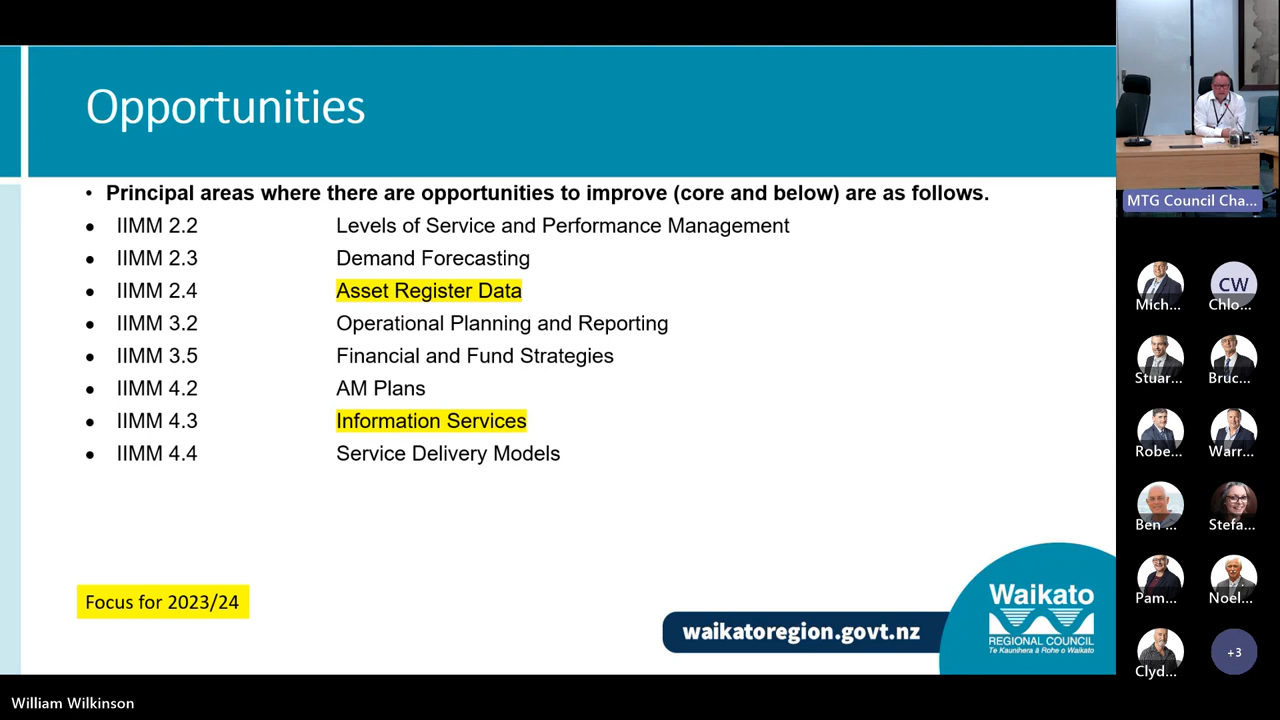 Opportunities
• Principal areas where there are opportunities to improve (core and below) are as follows.
• IIMM 2.2 Levels of Service and Performance Management
• IIMM 2.3 Demand Forecasting
• IIMM 2.4 Asset Register Data
• IIMM 3.2 Operational Planning and Reporting
• IIMM 3.5 Financial and Fund Strategies
• IIMM 4.2 AM Plans
• IIMM 4.3 Information Services
• IIMM 4.4 Service Delivery Models
Focus for 2023/24
waikatoregion.govt.nz
Waikato
REGIONAL COUNCIL
Te Kaunihera ā Rohe o Waikato
William Wilkinson
MTG Council Cha...
CW
Mich...
Chlo...
Stuar...
Bruc...
Robe...
Warr...
Ben ...
Stefa...
Pam...
Noel...
Clyd...
+3